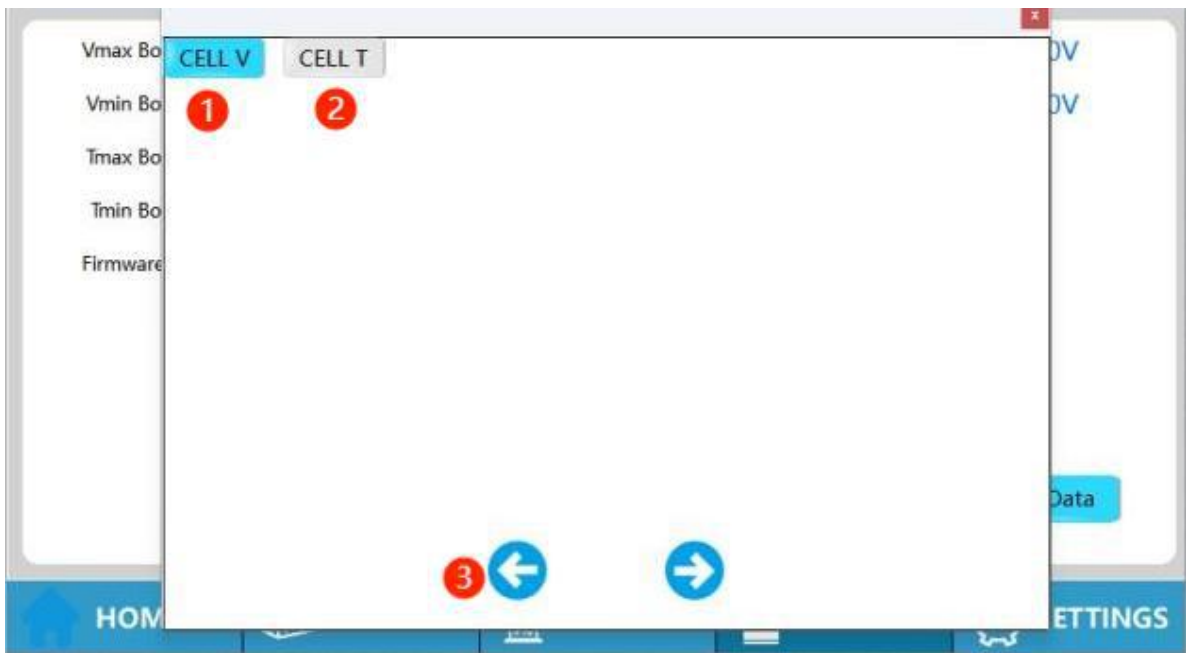 x
Vmax Bo
CELL V
CELL T
0V
Vmin Bo
1
2
0V
Tmax Bo
Tmin Bo
Firmware
Data
3
HOM
ETTINGS